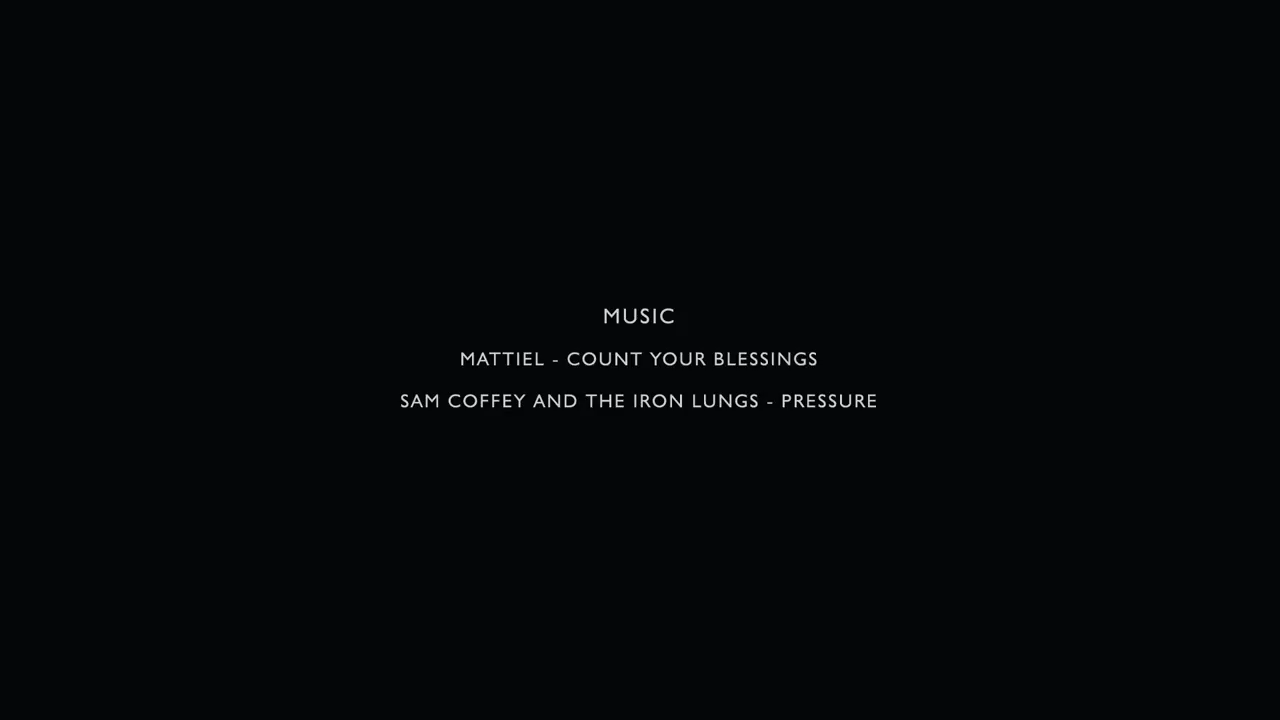 MUSIC
MATTIEL - COUNT YOUR BLESSINGS
SAM COFFEY AND THE IRON LUNGS - PRESSURE